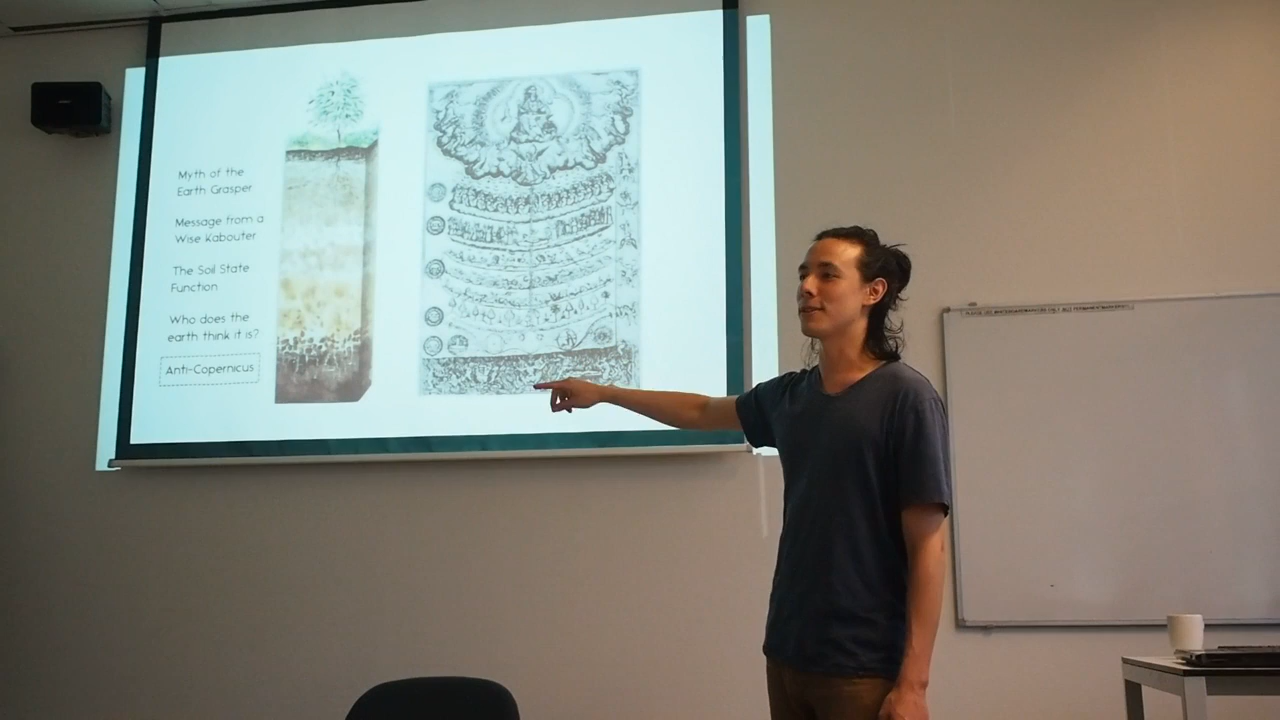 Myth of the
Earth Grasper
Message from a
Wise Kabouter
The Soil State
Function
Who does the
earth think it is?
Anti-Copernicus